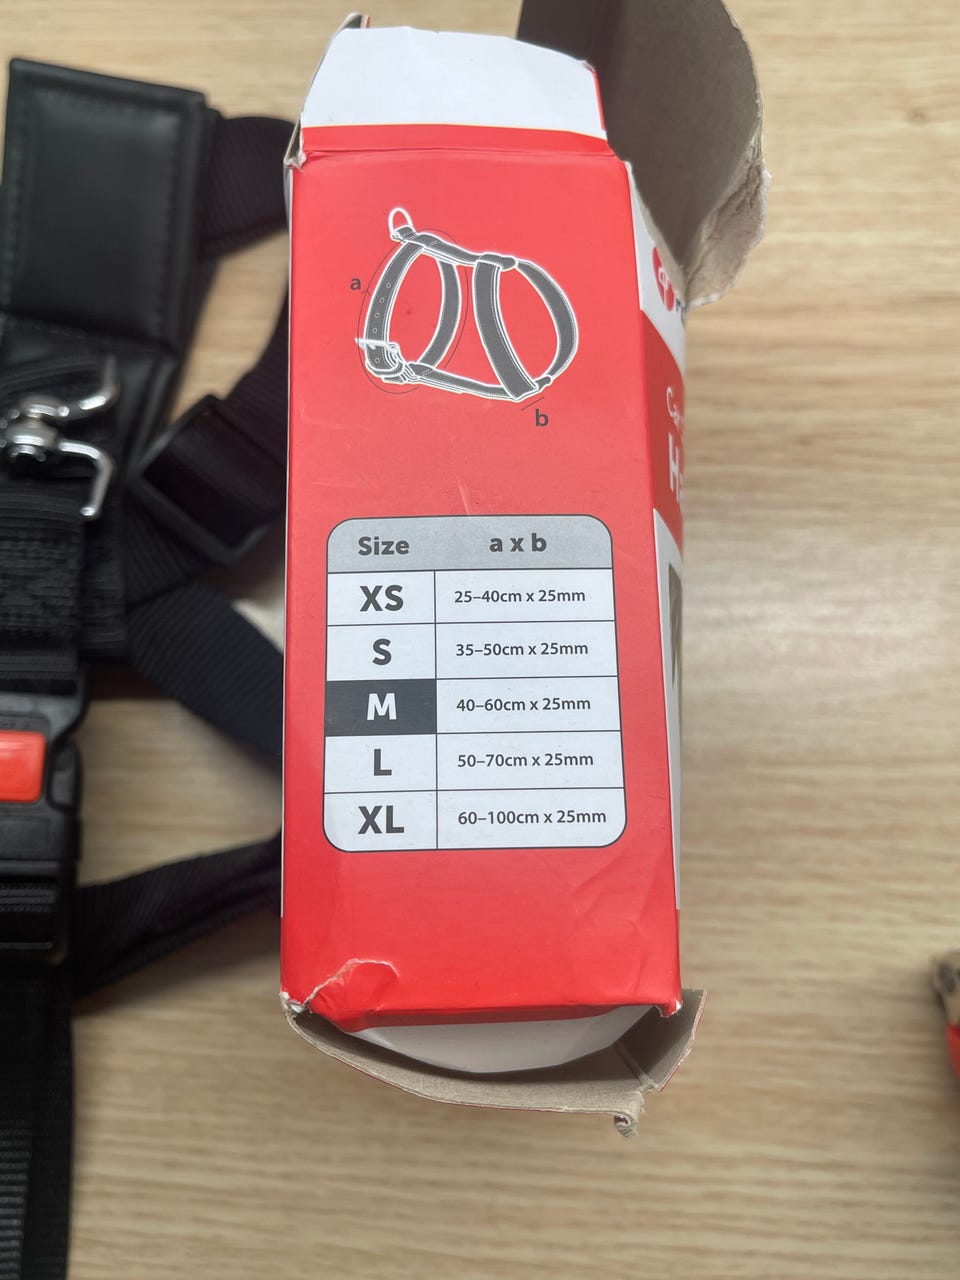 a
b
Size a x b
XS 25–40cm x 25mm
S 35–50cm x 25mm
M 40–60cm x 25mm
L 50–70cm x 25mm
XL 60–100cm x 25mm